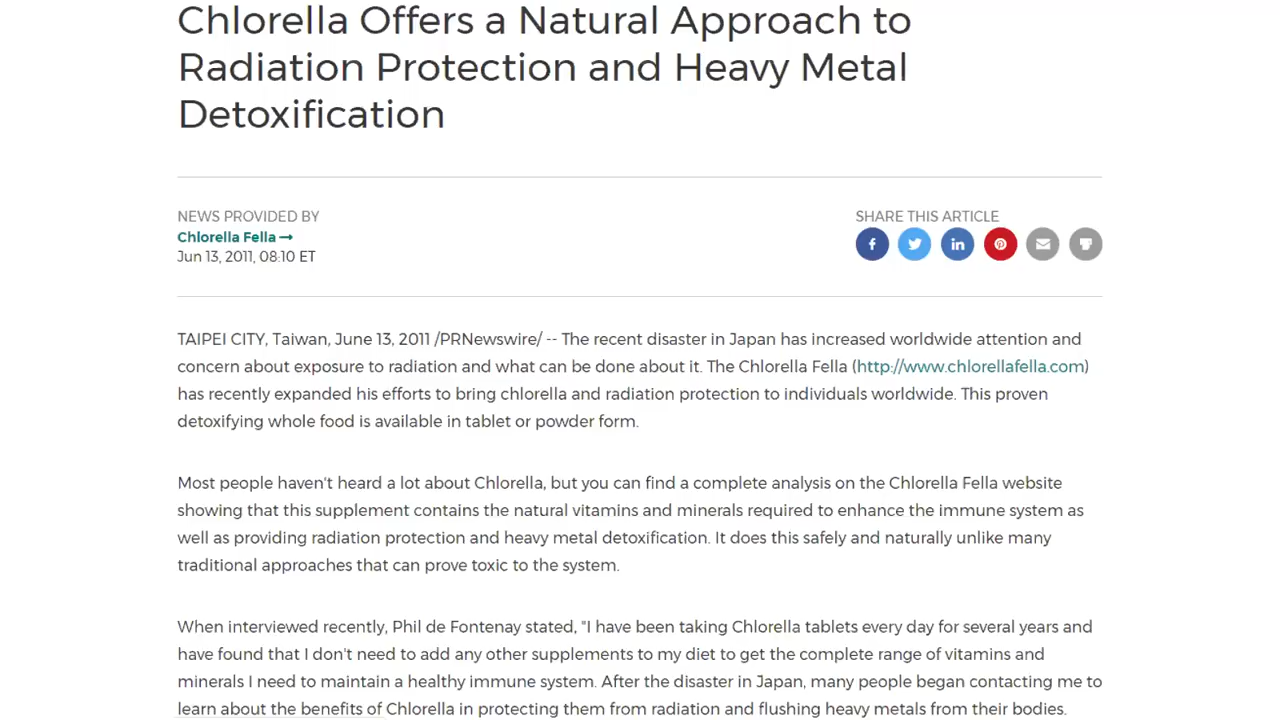 Chlorella Offers a Natural Approach to
Radiation Protection and Heavy Metal
Detoxification
NEWS PROVIDED BY
Chlorella Fella →
Jun 13, 2011, 08:10 ET
SHARE THIS ARTICLE
TAIPEI CITY, Taiwan, June 13, 2011 /PRNewswire/ -- The recent disaster in Japan has increased worldwide attention and
concern about exposure to radiation and what can be done about it. The Chlorella Fella (http://www.chlorellafella.com)
has recently expanded his efforts to bring chlorella and radiation protection to individuals worldwide. This proven
detoxifying whole food is available in tablet or powder form.
Most people haven't heard a lot about Chlorella, but you can find a complete analysis on the Chlorella Fella website
showing that this supplement contains the natural vitamins and minerals required to enhance the immune system as
well as providing radiation protection and heavy metal detoxification. It does this safely and naturally unlike many
traditional approaches that can prove toxic to the system.
When interviewed recently, Phil de Fontenay stated, "I have been taking Chlorella tablets every day for several years and
have found that I don't need to add any other supplements to my diet to get the complete range of vitamins and
minerals I need to maintain a healthy immune system. After the disaster in Japan, many people began contacting me to
learn about the benefits of Chlorella in protecting them from radiation and flushing heavy metals from their bodies.